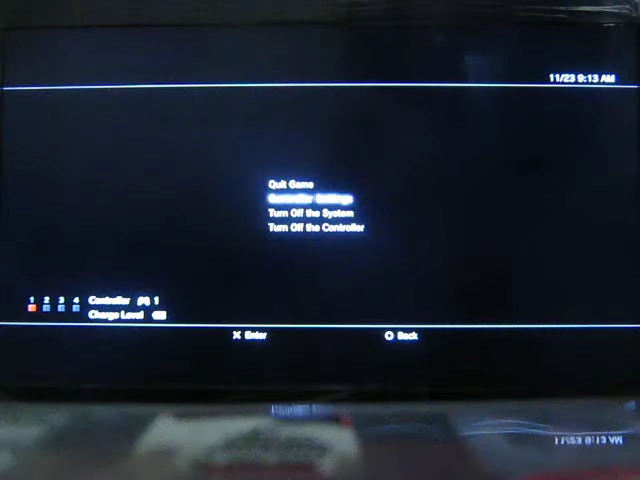 11/23 9:13 AM
Quit Game
Controller Settings
Turn Off the System
Turn Off the Controller
1 2 3 4 Controller 1
Charge Level
Enter Back